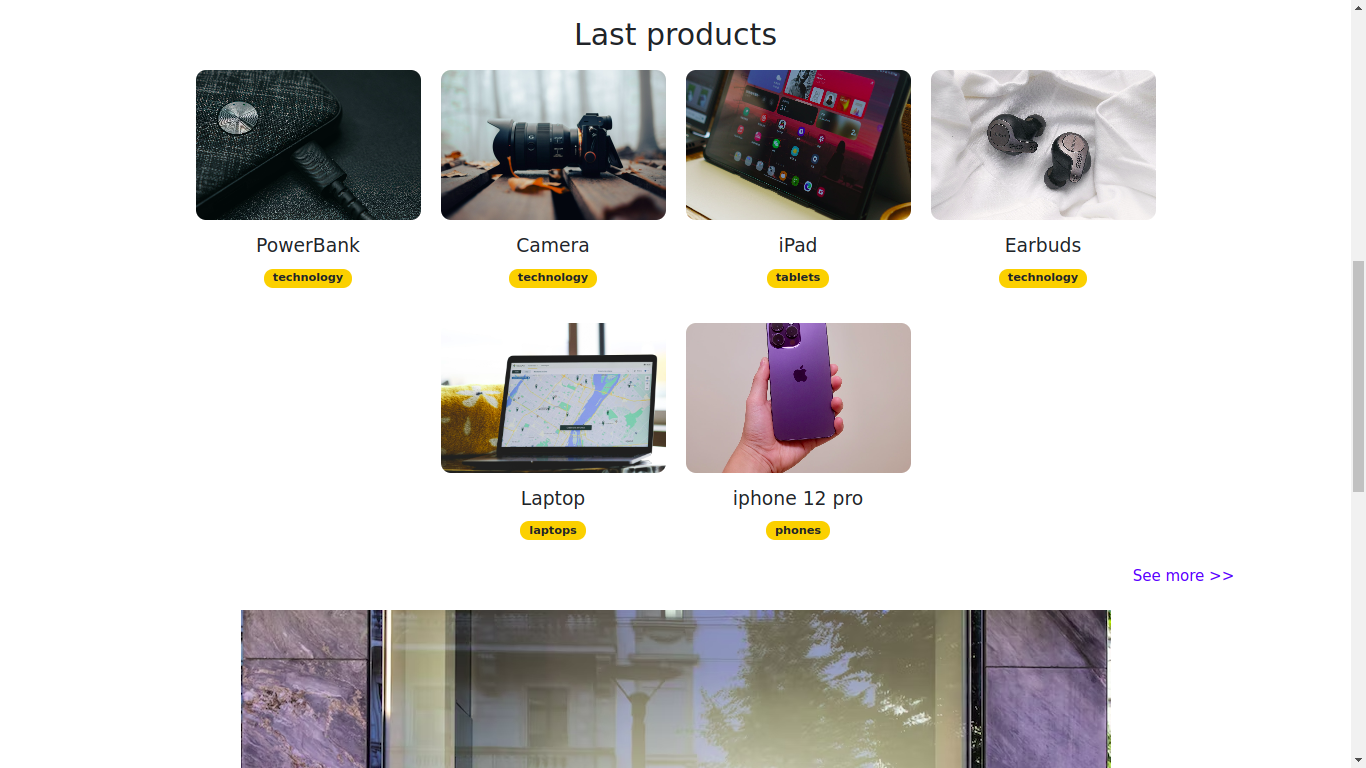 Last products
PowerBank
technology
Camera
technology
iPad
tablets
Earbuds
technology
Laptop
laptops
iphone 12 pro
phones
See more >>